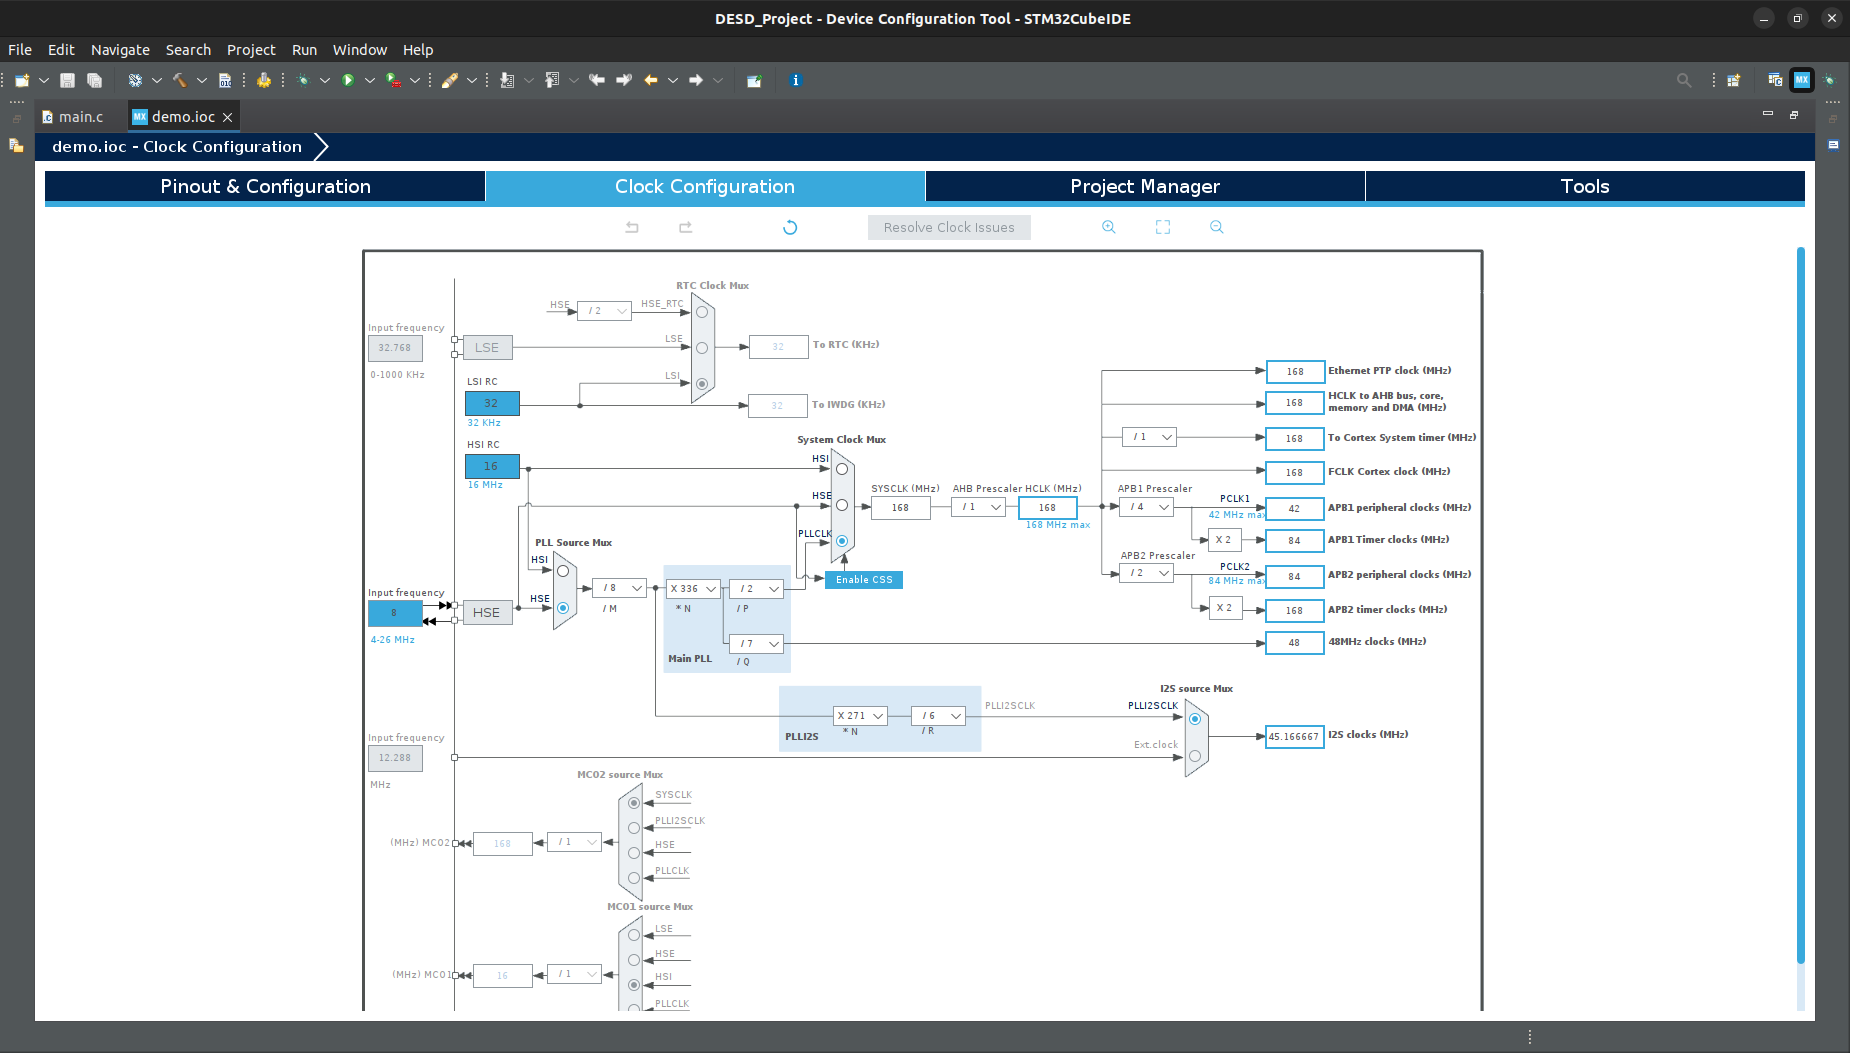 DESD_Project - Device Configuration Tool - STM32CubeIDE
File Edit Navigate Search Project Run Window Help
main.c
MX demo.ioc
MX
demo.ioc - Clock Configuration
Pinout & Configuration
Clock Configuration
Project Manager
Tools
Resolve Clock Issues
RTC Clock Mux
HSE
/ 2
HSE_RTC
Input frequency
32.768
0-1000 KHz
LSE
LSE
32
To RTC (KHz)
LSI
LSI RC
32
32 KHz
32
To IWDG (KHz)
HSI RC
16
16 MHz
System Clock Mux
HSI
HSE
PLLCLK
Enable CSS
SYSCLK (MHz)
168
AHB Prescaler
/ 1
HCLK (MHz)
168
168 MHz max
168
Ethernet PTP clock (MHz)
168
HCLK to AHB bus, core,
memory and DMA (MHz)
/ 1
168
To Cortex System timer (MHz)
168
FCLK Cortex clock (MHz)
APB1 Prescaler
/ 4
PCLK1
42 MHz max
42
APB1 peripheral clocks (MHz)
X 2
84
APB1 Timer clocks (MHz)
APB2 Prescaler
/ 2
PCLK2
84 MHz max
84
APB2 peripheral clocks (MHz)
X 2
168
APB2 timer clocks (MHz)
48
48MHz clocks (MHz)
PLL Source Mux
HSI
HSE
Input frequency
8
4-26 MHz
HSE
/ 8
/ M
X 336
* N
/ 2
/ P
/ 7
/ Q
Main PLL
X 271
* N
/ 6
/ R
PLLI2S
PLLI2SCLK
I2S source Mux
PLLI2SCLK
Ext.clock
45.166667
I2S clocks (MHz)
Input frequency
12.288
MHz
MCO2 source Mux
SYSCLK
PLLI2SCLK
HSE
PLLCLK
(MHz) MCO2
168
/ 1
MCO1 source Mux
LSE
HSE
HSI
PLLCLK
(MHz) MCO1
16
/ 1